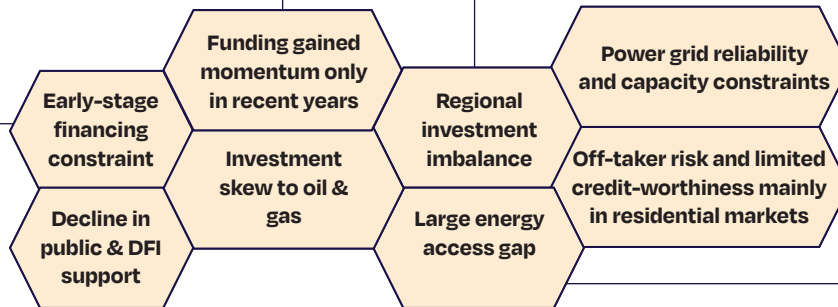 Funding gained
momentum only
in recent years
Power grid reliability
and capacity constraints
Early-stage
financing
constraint
Regional
investment
imbalance
Investment
skew to oil &
gas
Off-taker risk and limited
credit-worthiness mainly
in residential markets
Decline in
public & DFI
support
Large energy
access gap